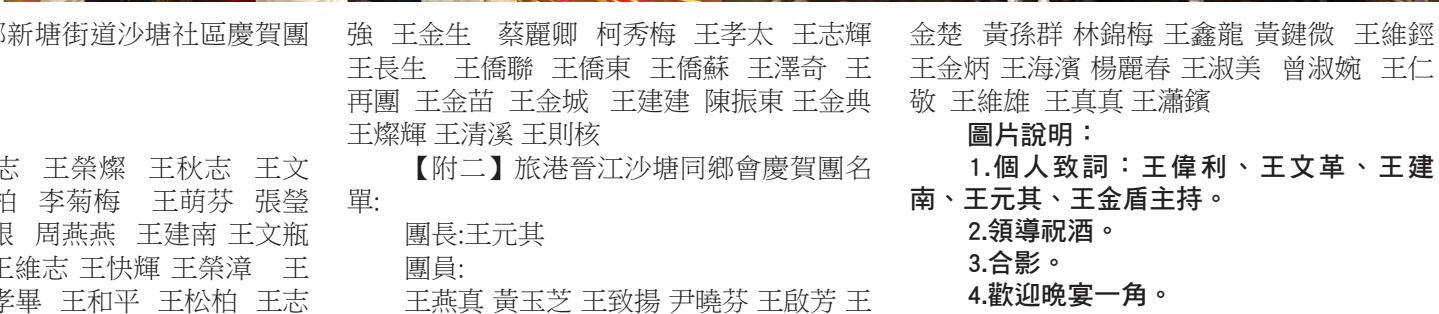 新塘街道沙塘社區慶賀團
志 王榮燦 王秋志 王文
柏 李菊梅 王萌芬 張瑩
周燕燕 王建南 王文瓶
王維志 王快輝 王榮漳 王
孝畢 王和平 王松柏 王志
強 王金生 蔡麗卿 柯秀梅 王孝太 王志輝
王長生 王僑聯 王僑東 王僑蘇 王澤奇 王
再團 王金苗 王金城 王建建 陳振東 王金典
王燦輝 王清溪 王則核
【附二】旅港晉江沙塘同鄉會慶賀團名
單:
團長:王元其
團員:
王燕真 黃玉芝 王致揚 尹曉芬 王啟芳 王
金楚 黃孫群 林錦梅 王鑫龍 黃鍵微 王維鋞
王金炳 王海濱 楊麗春 王淑美 曾淑婉 王仁
敬 王維雄 王真真 王瀟鑌
圖片說明：
1.個人致詞：王偉利、王文革、王建
南、王元其、王金盾主持。
2.領導祝酒。
3.合影。
4.歡迎晚宴一角。